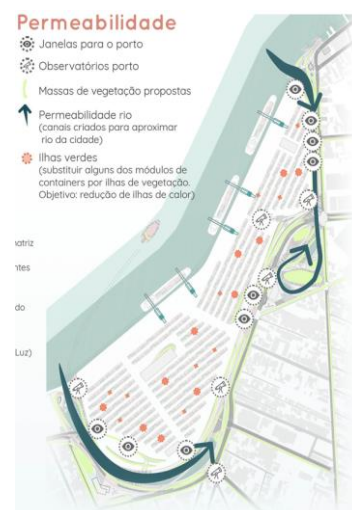 Permeabilidade
Janelas para o porto
Observatórios porto
Massas de vegetação propostas
Permeabilidade rio
(canais criados para aproximar
rio da cidade)
Ilhas verdes
(substituir alguns dos módulos de
containers por ilhas de vegetação.
Objetivo: redução de ilhas de calor)
natriz
ntes
do
Luz)